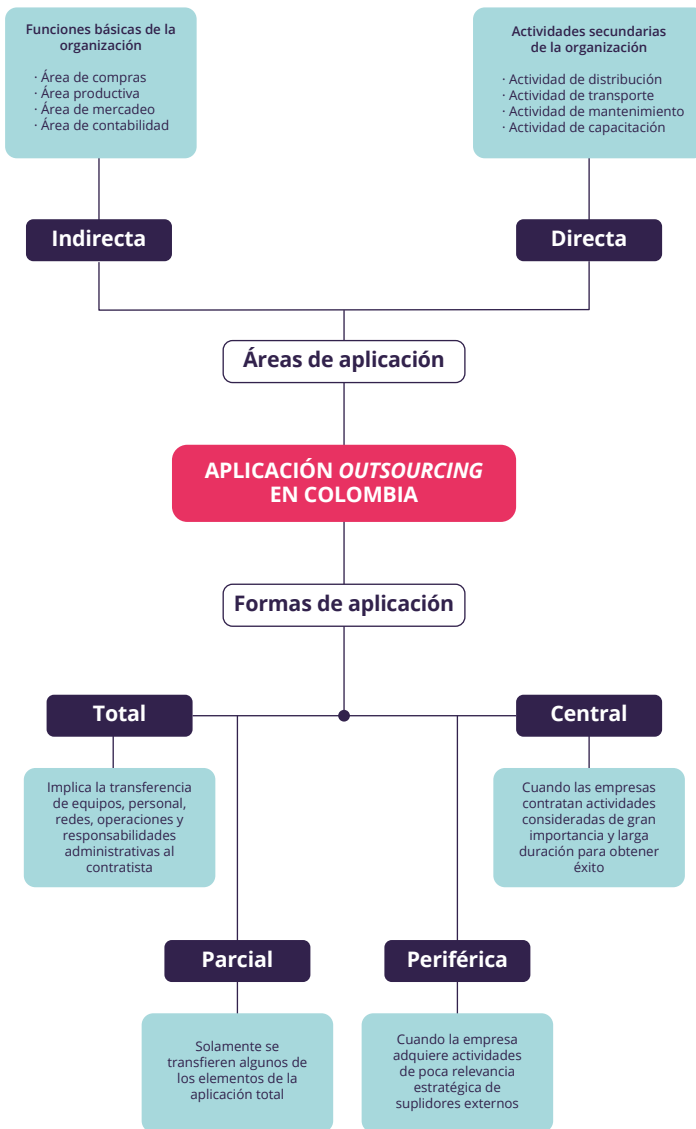 Funciones básicas de la
organización
· Área de compras
· Área productiva
· Área de mercadeo
· Área de contabilidad
Actividades secundarias
de la organización
· Actividad de distribución
· Actividad de transporte
· Actividad de mantenimiento
· Actividad de capacitación
Indirecta
Directa
Áreas de aplicación
APLICACIÓN OUTSOURCING
EN COLOMBIA
Formas de aplicación
Total
Central
Implica la transferencia
de equipos, personal,
redes, operaciones y
responsabilidades
administrativas al
contratista
Cuando las empresas
contratan actividades
consideradas de gran
importancia y larga
duración para obtener
éxito
Parcial
Periférica
Solamente se
transfieren algunos de
los elementos de la
aplicación total
Cuando la empresa
adquiere actividades
de poca relevancia
estratégica de
suplidores externos